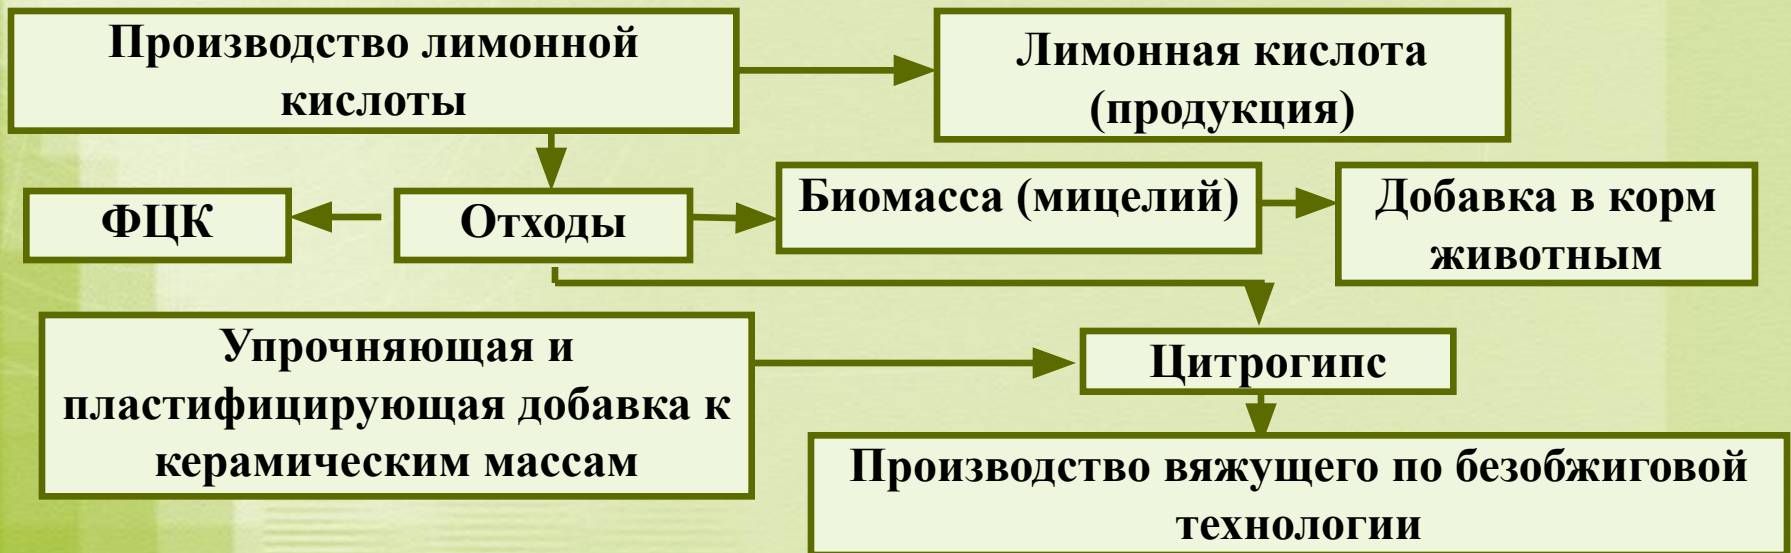 Производство лимонной
кислоты
Лимонная кислота
(продукция)
ФЦК
Отходы
Биомасса (мицелий)
Добавка в корм
животным
Упрочняющая и
пластифицирующая добавка к
керамическим массам
Цитрогипс
Производство вяжущего по безобжиговой
технологии